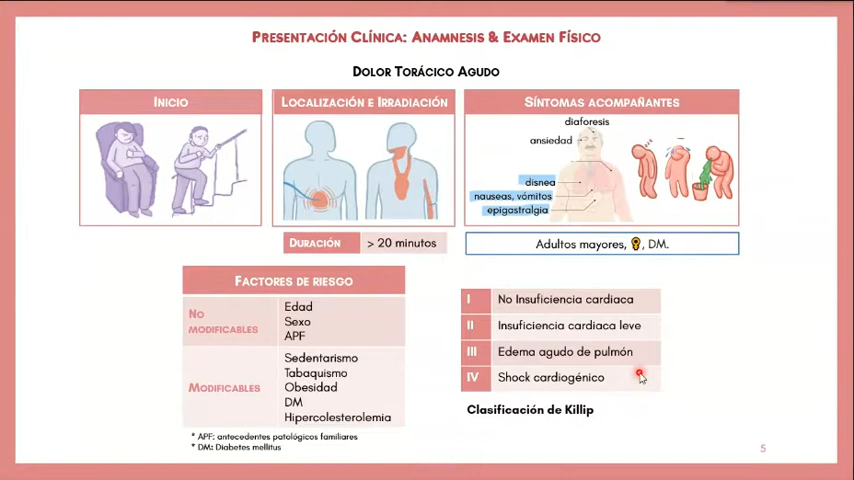 PRESENTACIÓN CLÍNICA: ANAMNESIS & EXAMEN FÍSICO
DOLOR TORÁCICO AGUDO
INICIO
LOCALIZACIÓN E IRRADIACIÓN
SÍNTOMAS ACOMPAÑANTES
diaforesis
ansiedad
disnea
nauseas, vómitos
epigastralgia
DURACIÓN
> 20 minutos
Adultos mayores, , DM.
FACTORES DE RIESGO
NO MODIFICABLES
Edad
Sexo
APF
MODIFICABLES
Sedentarismo
Tabaquismo
Obesidad
DM
Hipercolesterolemia
* APF: antecedentes patológicos familiares
* DM: Diabetes mellitus
I No Insuficiencia cardiaca
II Insuficiencia cardiaca leve
III Edema agudo de pulmón
IV Shock cardiogénico
Clasificación de Killip
5